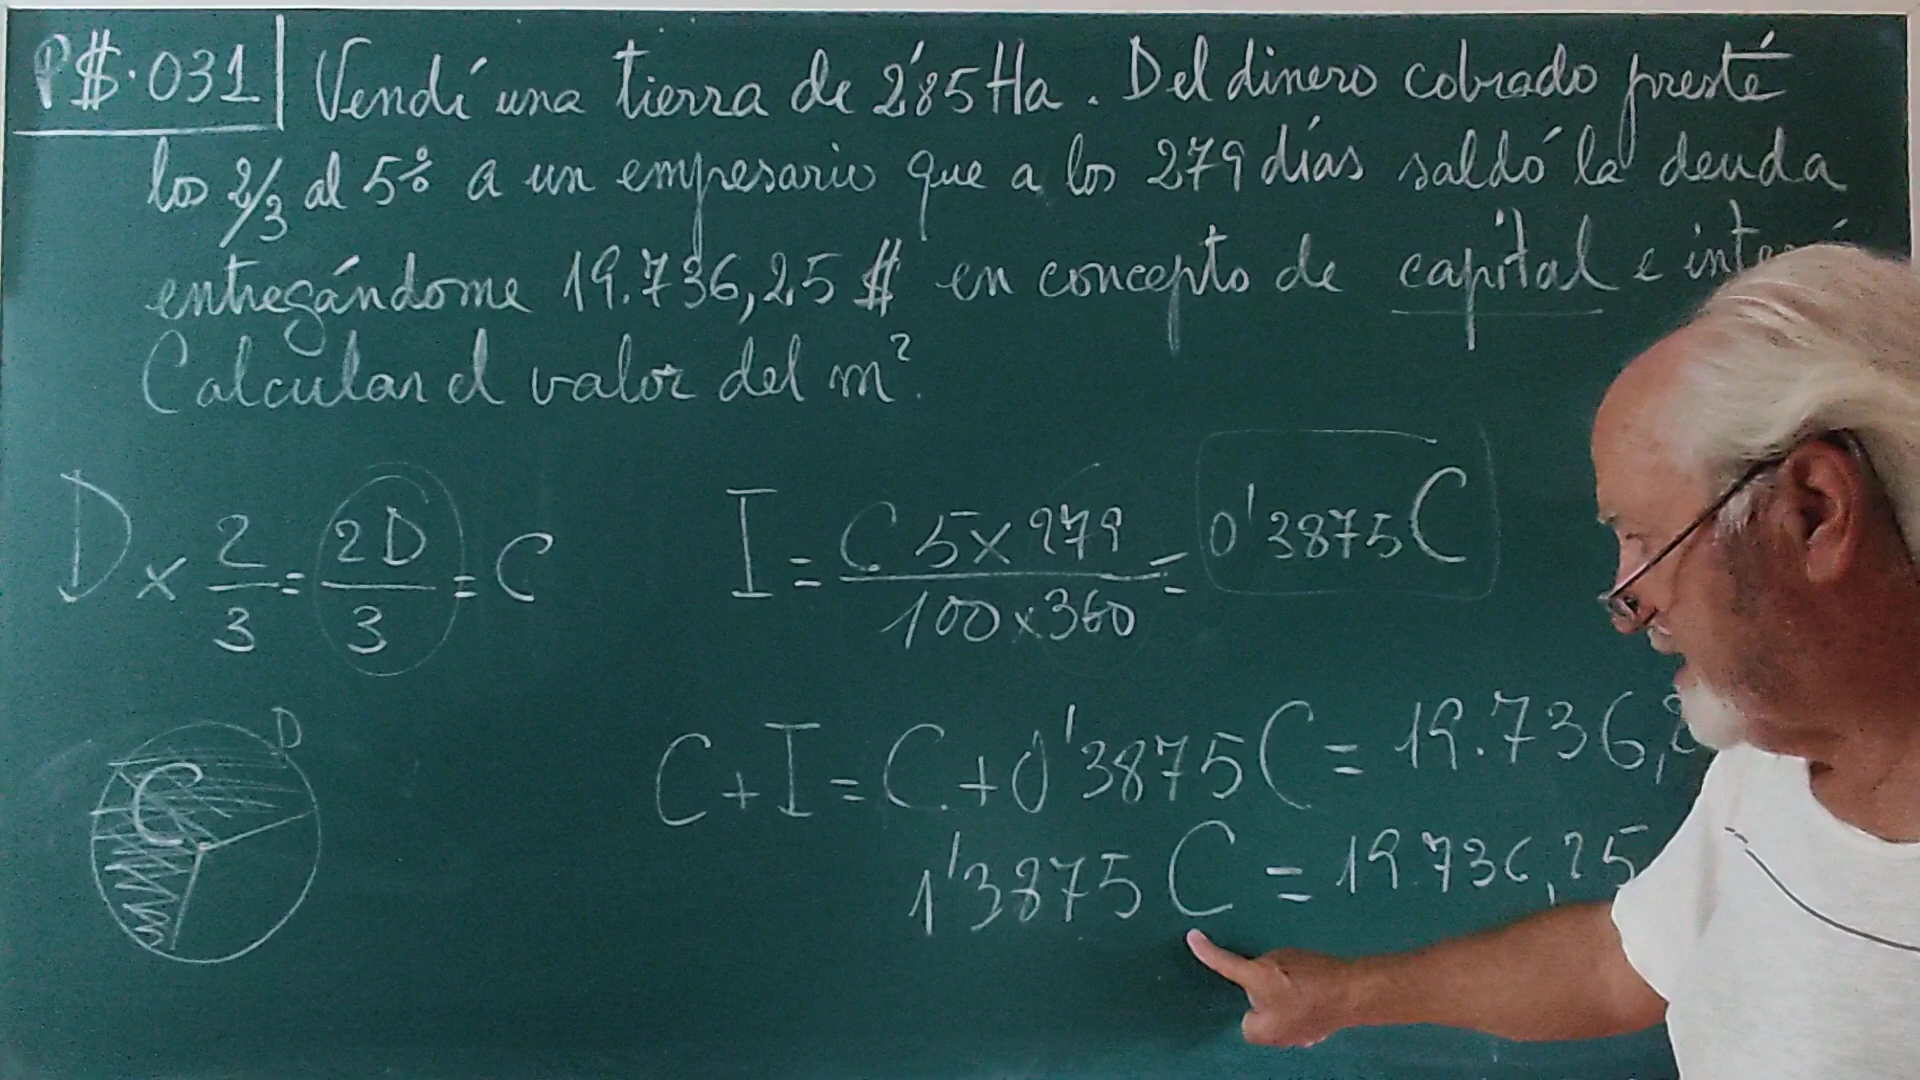 P$.031 Vendí una tierra de 2'85 Ha. Del dinero cobrado presté
los 2/3 al 5% a un empresario que a los 279 días saldó la deuda
entregándome 19.736,25 $ en concepto de capital e
Calcular el valor del m².
D × 2/3 = 2D/3 = C
I = C 5×279 / 100×360 = 0'3875 C
D
C
C + I = C + 0'3875 C = 19.736,
1'3875 C = 19.736,25